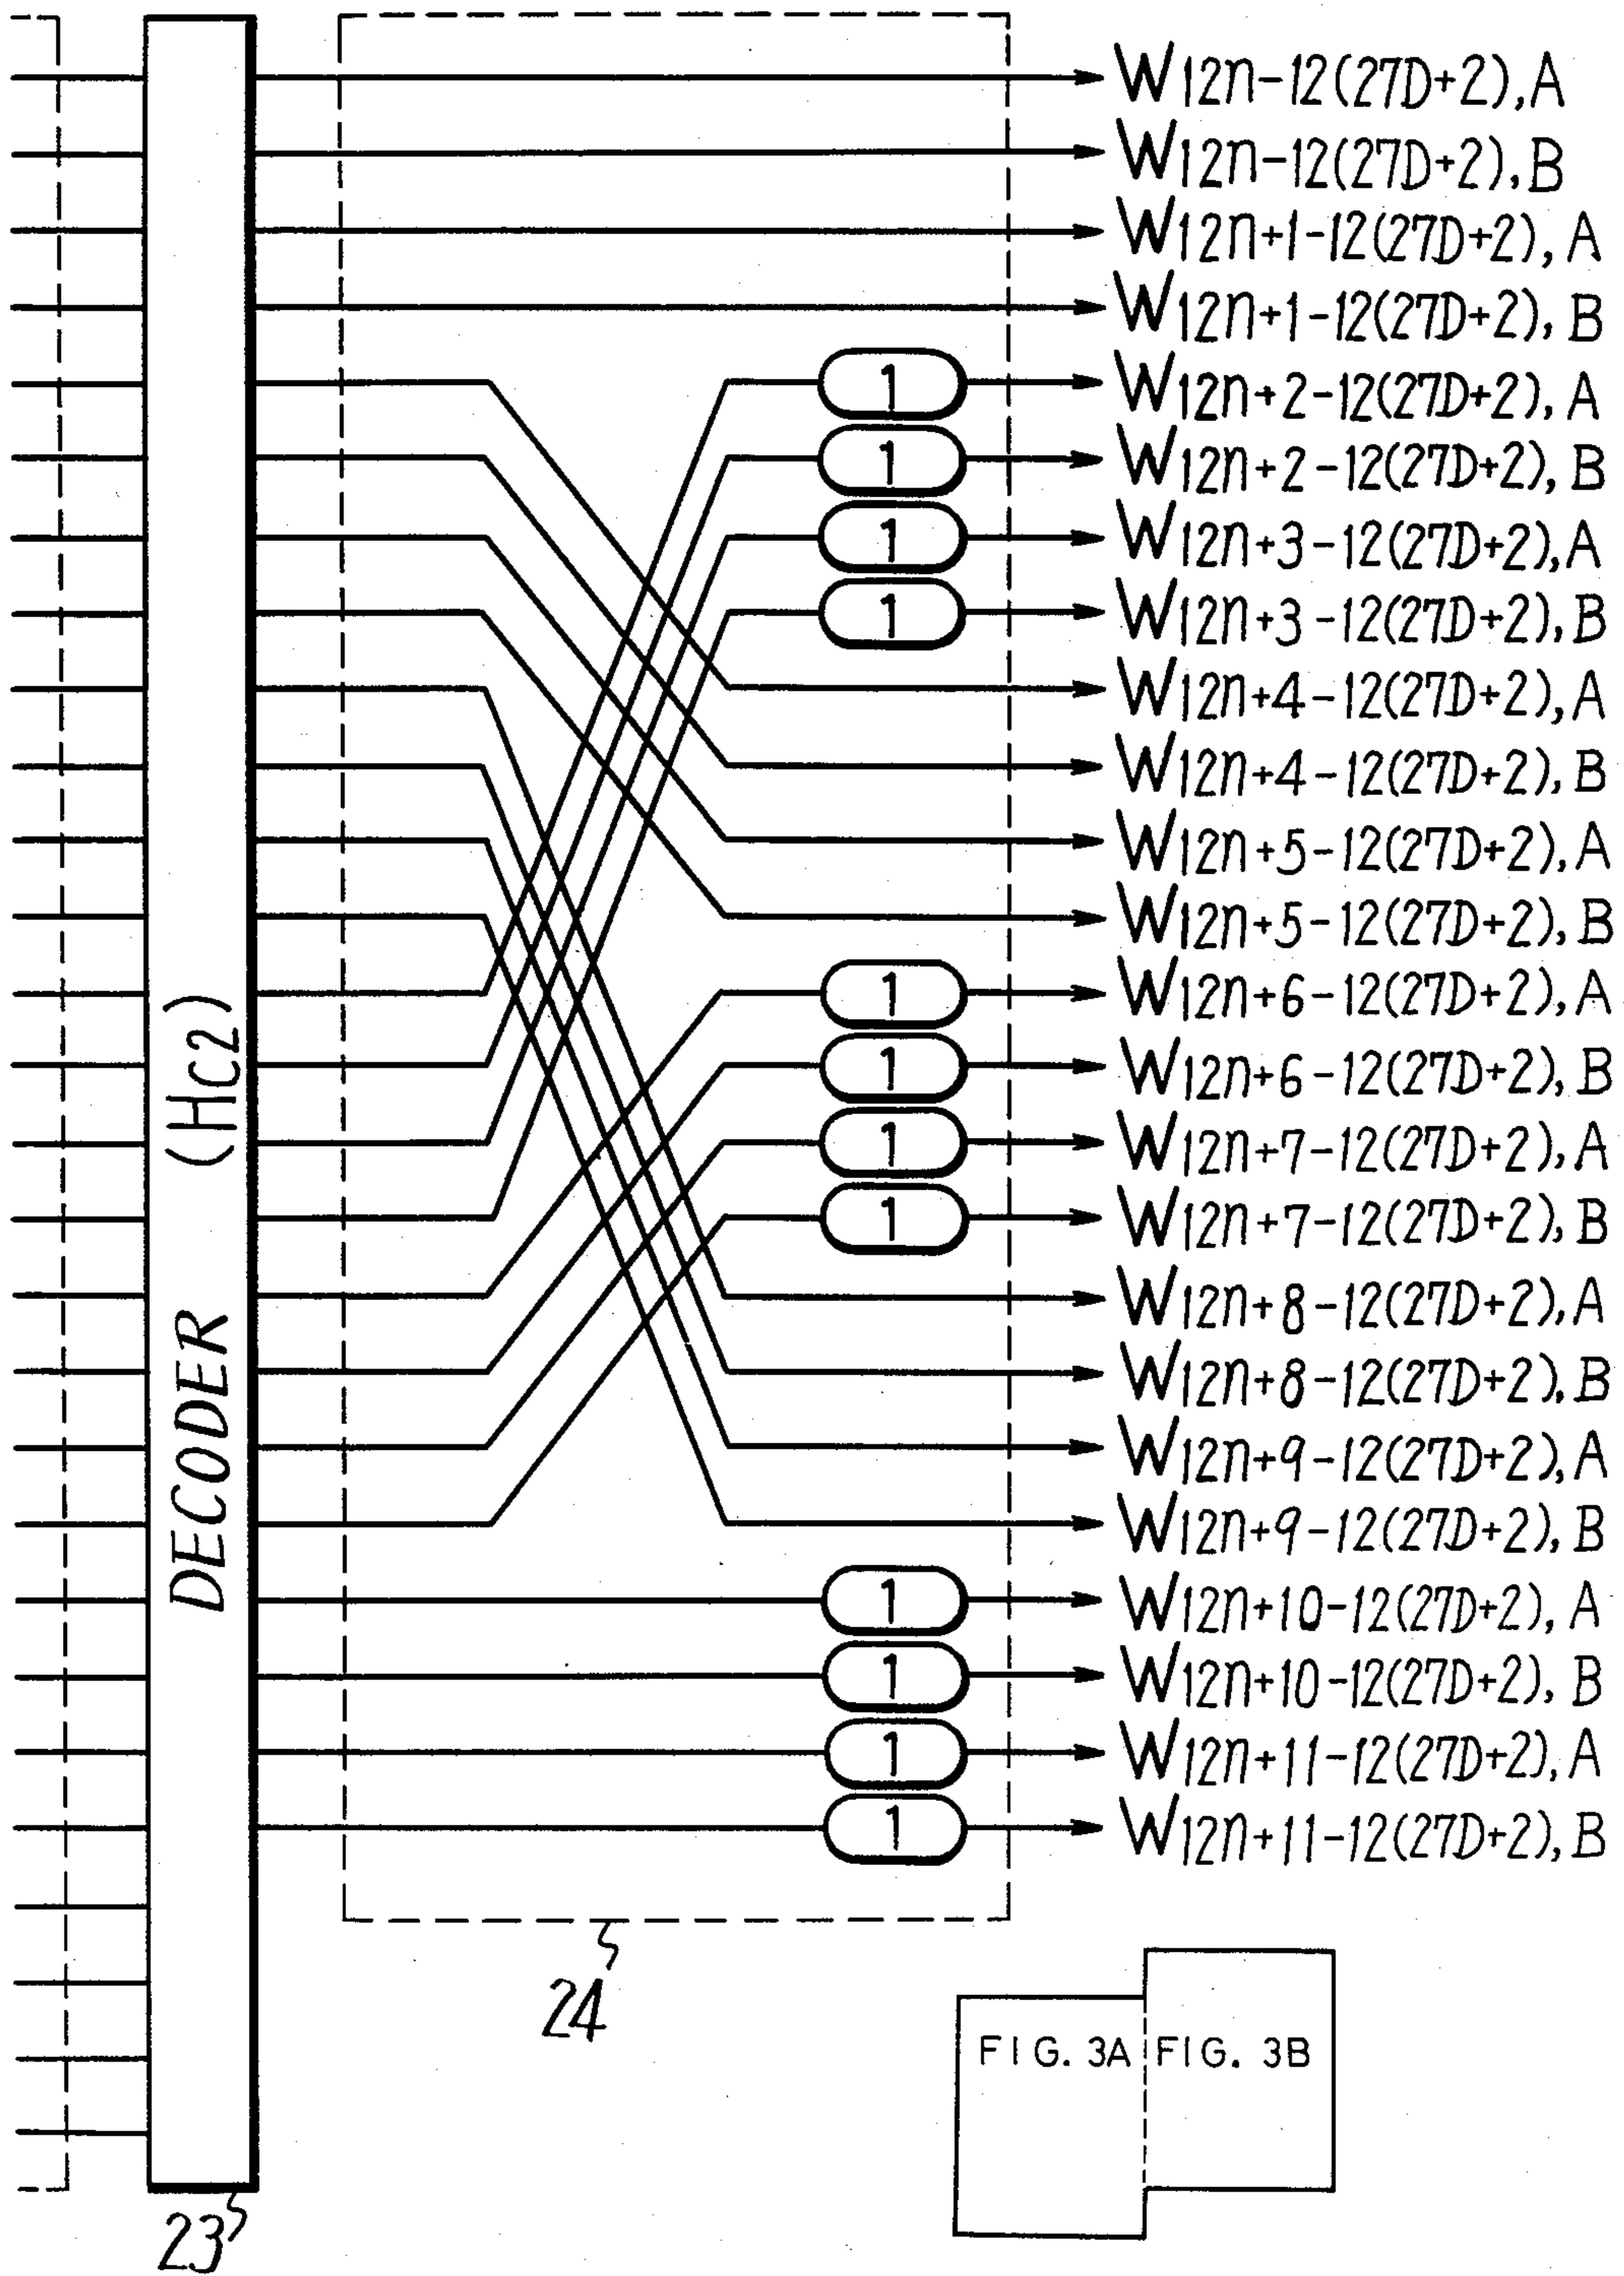 W12n-12(27D+2),A
W12n-12(27D+2),B
W12n+1-12(27D+2),A
W12n+1-12(27D+2),B
1 W12n+2-12(27D+2),A
1 W12n+2-12(27D+2),B
1 W12n+3-12(27D+2),A
1 W12n+3-12(27D+2),B
W12n+4-12(27D+2),A
W12n+4-12(27D+2),B
W12n+5-12(27D+2),A
W12n+5-12(27D+2),B
1 W12n+6-12(27D+2),A
1 W12n+6-12(27D+2),B
1 W12n+7-12(27D+2),A
1 W12n+7-12(27D+2),B
W12n+8-12(27D+2),A
W12n+8-12(27D+2),B
W12n+9-12(27D+2),A
W12n+9-12(27D+2),B
1 W12n+10-12(27D+2),A
1 W12n+10-12(27D+2),B
1 W12n+11-12(27D+2),A
1 W12n+11-12(27D+2),B
DECODER (HC2)
24
23
FIG. 3A FIG. 3B